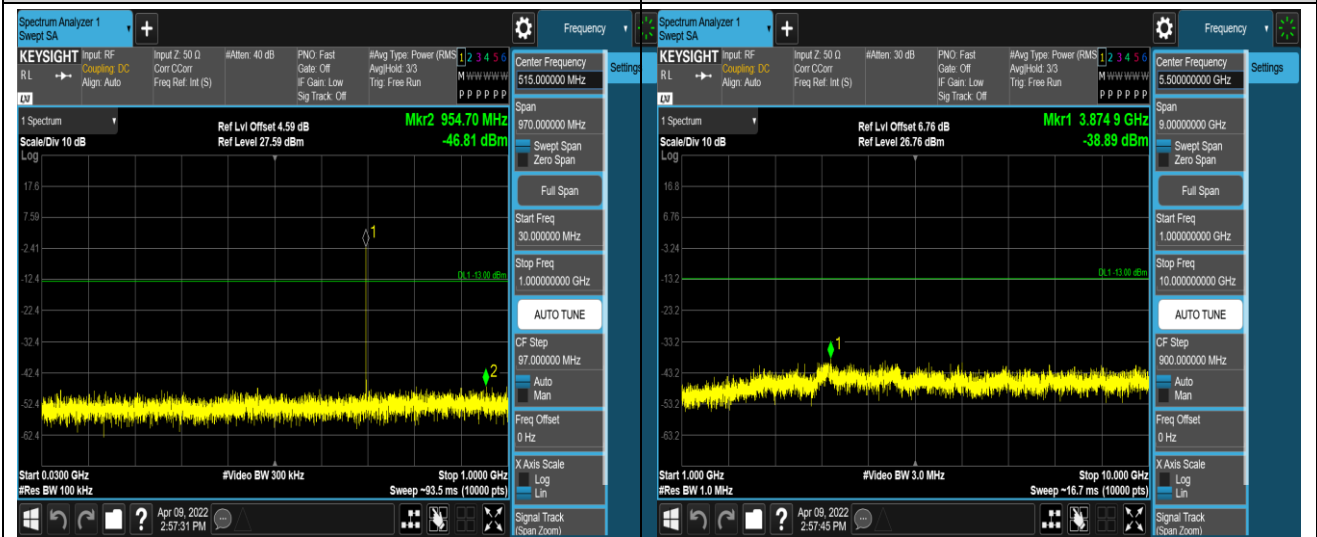 Spectrum Analyzer 1
Swept SA
+
Frequency
KEYSIGHT
Input: RF
Input Z: 50 Ω
#Atten: 40 dB
PNO: Fast
#Avg Type: Power (RMS
1 2 3 4 5 6
RL
Coupling: DC
Corr CCorr
Gate: Off
Avg|Hold: 3/3
M W W W W W
Align: Auto
Freq Ref: Int (S)
IF Gain: Low
Trig: Free Run
Sig Track: Off
P P P P P P
LXI
Center Frequency
515.000000 MHz
Settings
1 Spectrum
Ref Lvl Offset 4.59 dB
Mkr2 954.70 MHz
Scale/Div 10 dB
Ref Level 27.59 dBm
-46.81 dBm
Log
17.6
7.59
-2.41
-12.4
-22.4
-32.4
-42.4
-52.4
-62.4
1
DL1 -13.00 dBm
2
Start 0.0300 GHz
#Video BW 300 kHz
Stop 1.0000 GHz
#Res BW 100 kHz
Sweep ~93.5 ms (10000 pts)
Span
970.000000 MHz
Swept Span
Zero Span
Full Span
Start Freq
30.000000 MHz
Stop Freq
1.000000000 GHz
AUTO TUNE
CF Step
97.000000 MHz
Auto
Man
Freq Offset
0 Hz
X Axis Scale
Log
Lin
Signal Track
(Span Zoom)
?
Apr 09, 2022
2:57:31 PM
Spectrum Analyzer 1
Swept SA
+
Frequency
KEYSIGHT
Input: RF
Input Z: 50 Ω
#Atten: 30 dB
PNO: Fast
#Avg Type: Power (RMS
1 2 3 4 5 6
RL
Coupling: DC
Corr CCorr
Gate: Off
Avg|Hold: 3/3
M W W W W W
Align: Auto
Freq Ref: Int (S)
IF Gain: Low
Trig: Free Run
Sig Track: Off
P P P P P P
LXI
Center Frequency
5.500000000 GHz
Settings
1 Spectrum
Ref Lvl Offset 6.76 dB
Mkr1 3.874 9 GHz
Scale/Div 10 dB
Ref Level 26.76 dBm
-38.89 dBm
Log
16.8
6.76
-3.24
-13.2
-23.2
-33.2
-43.2
-53.2
-63.2
DL1 -13.00 dBm
1
Start 1.000 GHz
#Video BW 3.0 MHz
Stop 10.000 GHz
#Res BW 1.0 MHz
Sweep ~16.7 ms (10000 pts)
Span
9.00000000 GHz
Swept Span
Zero Span
Full Span
Start Freq
1.000000000 GHz
Stop Freq
10.000000000 GHz
AUTO TUNE
CF Step
900.000000 MHz
Auto
Man
Freq Offset
0 Hz
X Axis Scale
Log
Lin
Signal Track
(Span Zoom)
?
Apr 09, 2022
2:57:45 PM